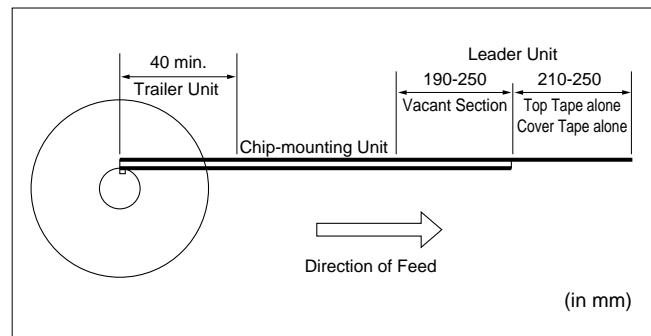 Leader Unit
40 min.
190-250
210-250
Trailer Unit
Vacant Section
Top Tape alone
Cover Tape alone
Chip-mounting Unit
Direction of Feed
(in mm)